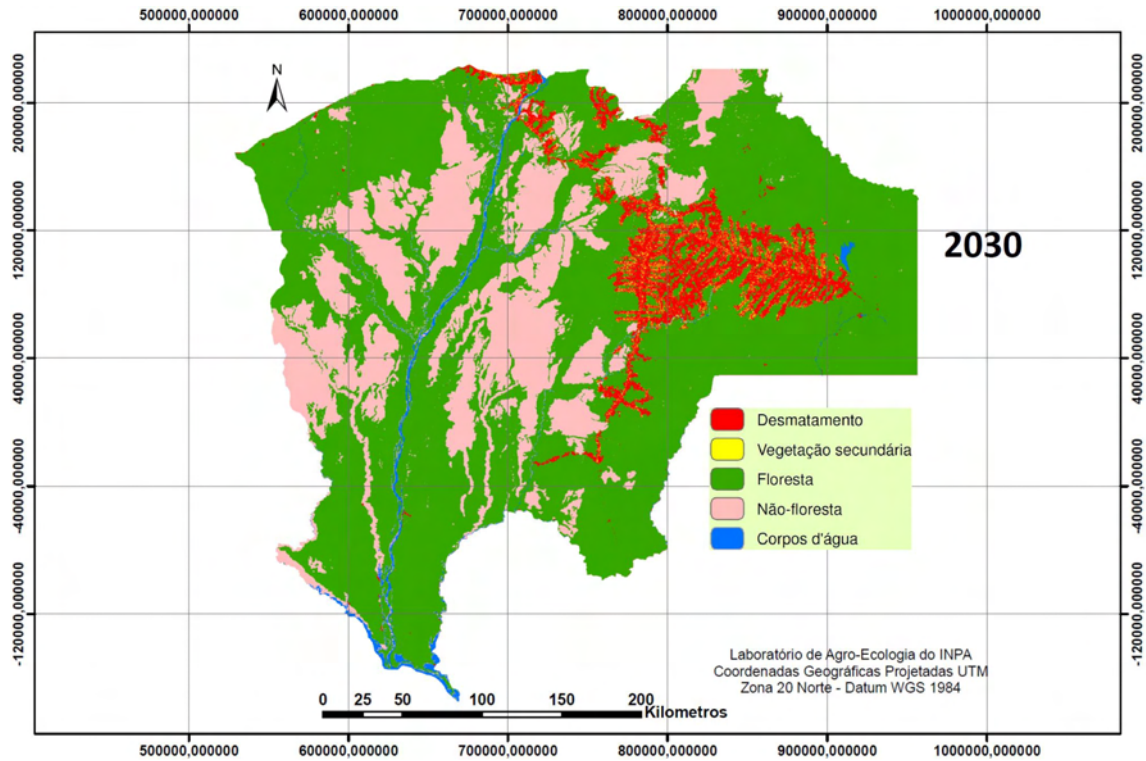 500000,000000 600000,000000 700000,000000 800000,000000 900000,000000 1000000,000000
200000,000000
120000,000000
40000,000000
-40000,000000
-120000,000000
N
2030
Desmatamento
Vegetação secundária
Floresta
Não-floresta
Corpos d'água
Laboratório de Agro-Ecologia do INPA
Coordenadas Geográficas Projetadas UTM
Zona 20 Norte - Datum WGS 1984
0 25 50 100 150 200
Kilometros
200000,000000
120000,000000
40000,000000
-40000,000000
-120000,000000
500000,000000 600000,000000 700000,000000 800000,000000 900000,000000 1000000,000000